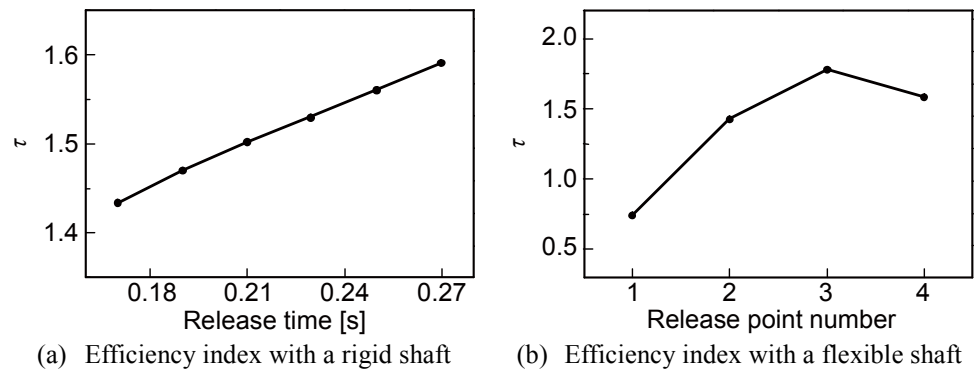 1.6
1.5
1.4
τ
0.18 0.21 0.24 0.27
Release time [s]
(a) Efficiency index with a rigid shaft
2.0
1.5
1.0
0.5
τ
1 2 3 4
Release point number
(b) Efficiency index with a flexible shaft